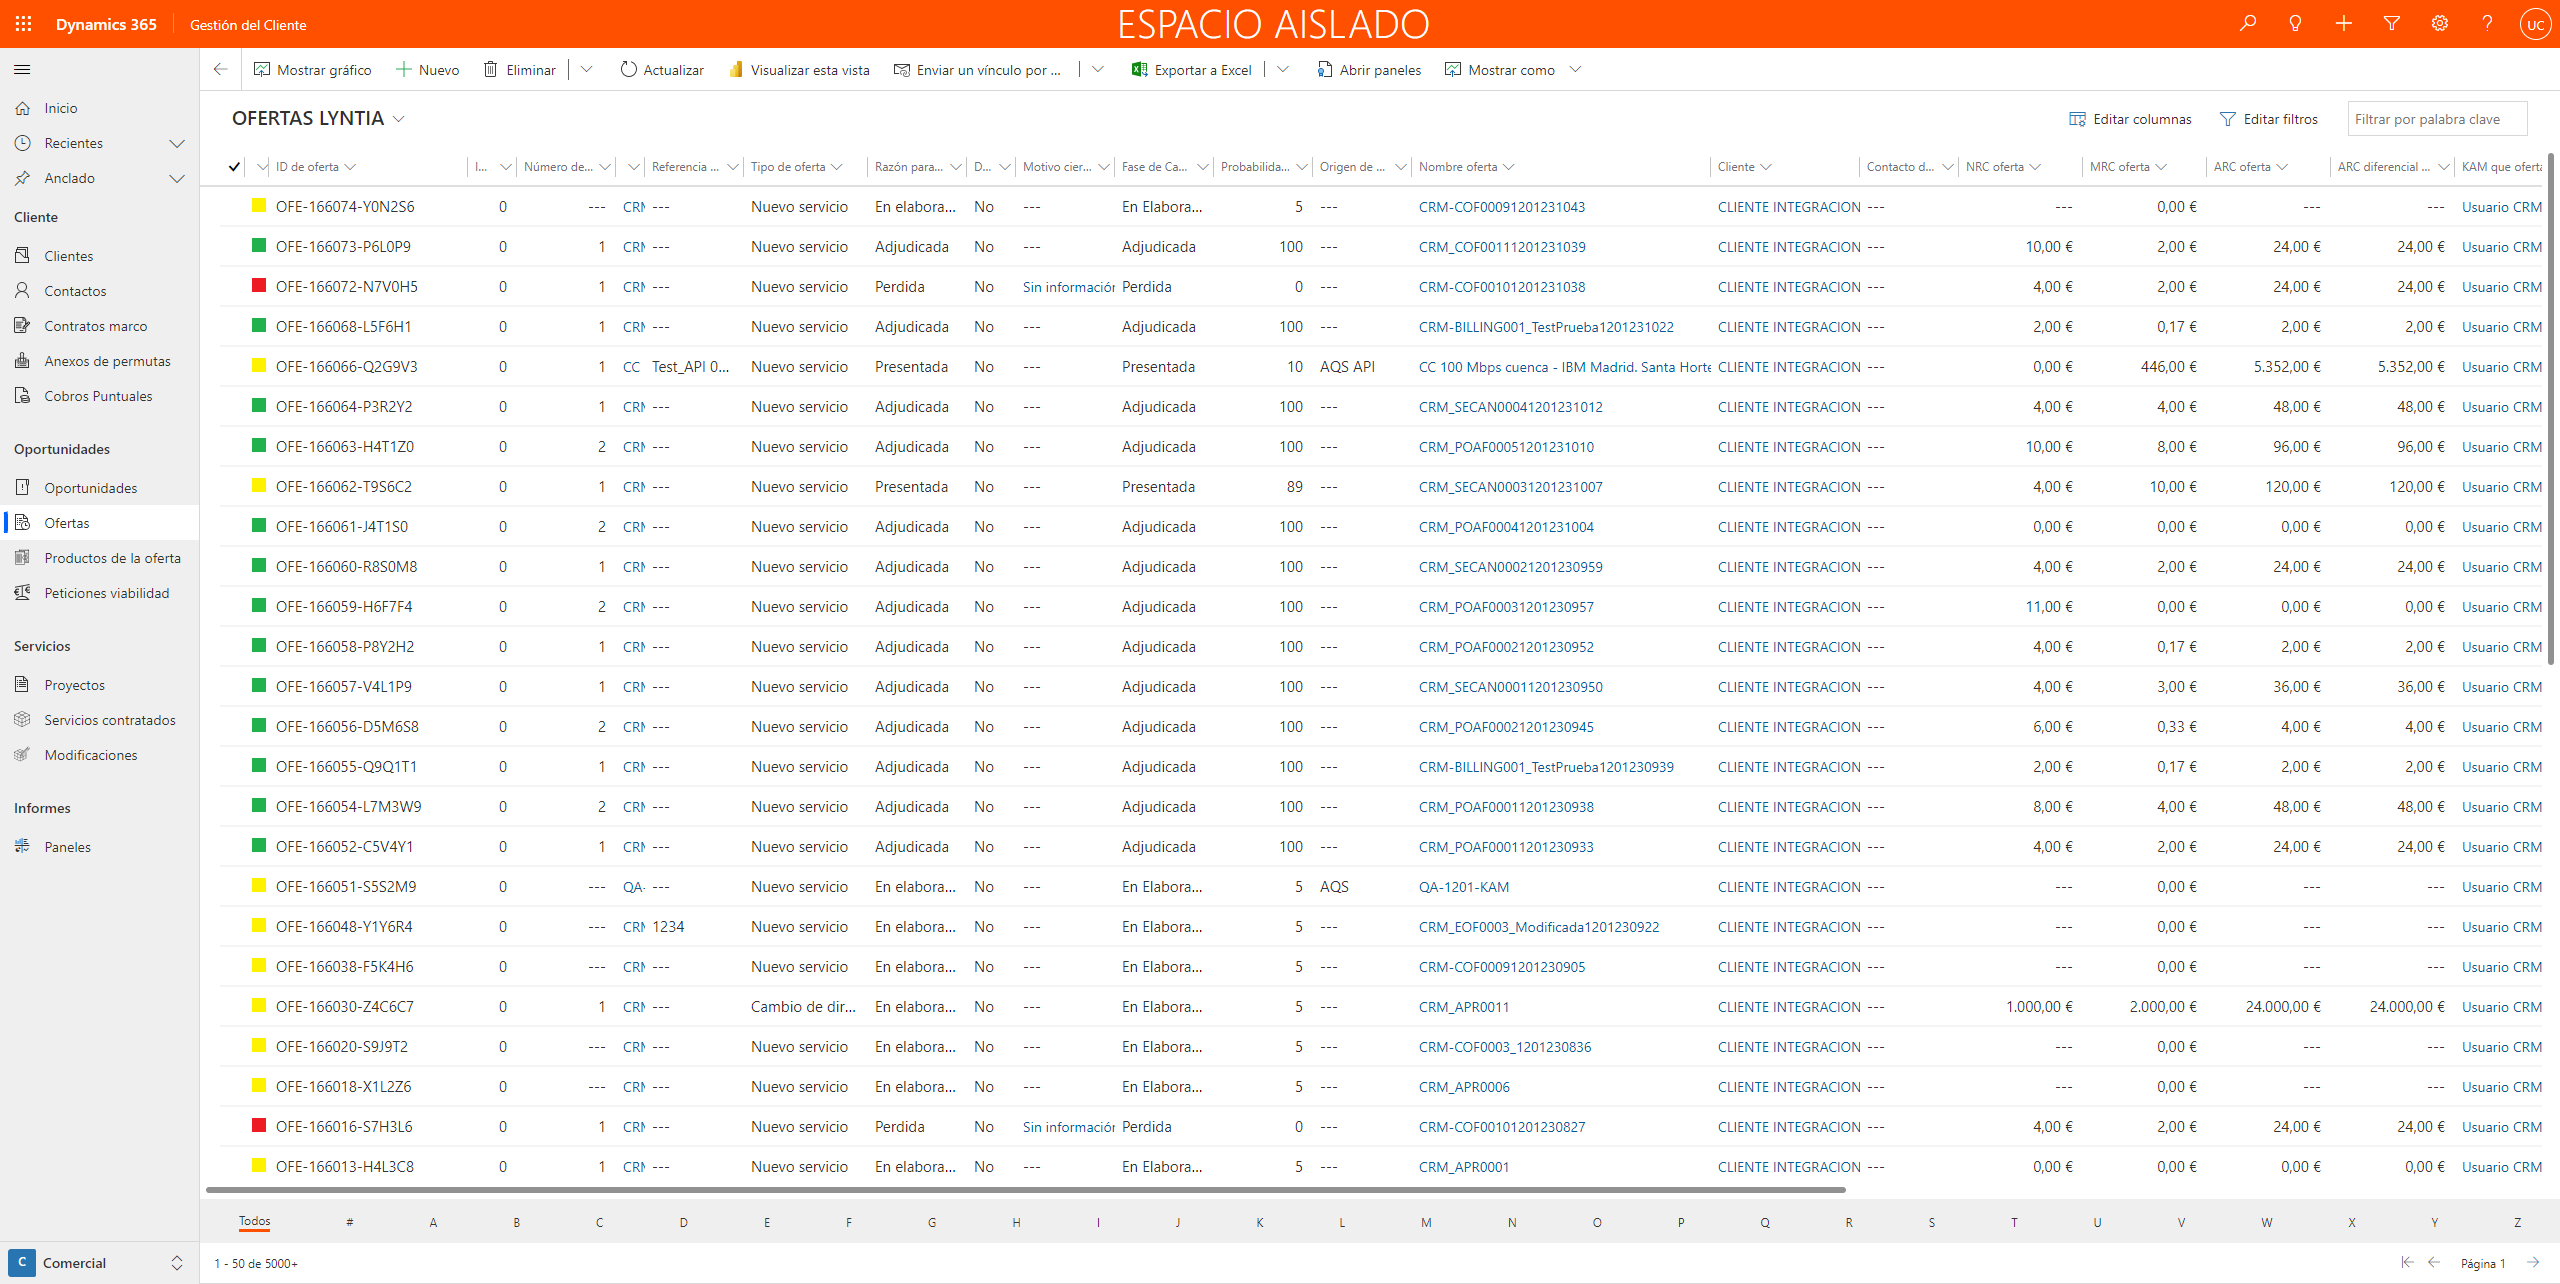 Dynamics 365 Gestión del Cliente ESPACIO AISLADO UC
Mostrar gráfico Nuevo Eliminar Actualizar Visualizar esta vista Enviar un vínculo por ... Exportar a Excel Abrir paneles Mostrar como
Inicio
Recientes
Anclado
Cliente
Clientes
Contactos
Contratos marco
Anexos de permutas
Cobros Puntuales
Oportunidades
Oportunidades
Ofertas
Productos de la oferta
Peticiones viabilidad
Servicios
Proyectos
Servicios contratados
Modificaciones
Informes
Paneles
C Comercial
OFERTAS LYNTIA Editar columnas Editar filtros Filtrar por palabra clave
ID de oferta I... Número de... Referencia ... Tipo de oferta Razón para... D... Motivo cier... Fase de Ca... Probabilida... Origen de ... Nombre oferta Cliente Contacto d... NRC oferta MRC oferta ARC oferta ARC diferencial ... KAM que oferta
OFE-166074-Y0N2S6 0 --- CRM --- Nuevo servicio En elabora... No --- En Elabora... 5 --- CRM-COF00091201231043 CLIENTE INTEGRACION --- --- 0,00 € --- --- Usuario CRM
OFE-166073-P6L0P9 0 1 CRM --- Nuevo servicio Adjudicada No --- Adjudicada 100 --- CRM_COF00111201231039 CLIENTE INTEGRACION --- 10,00 € 2,00 € 24,00 € 24,00 € Usuario CRM
OFE-166072-N7V0H5 0 1 CRM --- Nuevo servicio Perdida No Sin información Perdida 0 --- CRM-COF00101201231038 CLIENTE INTEGRACION --- 4,00 € 2,00 € 24,00 € 24,00 € Usuario CRM
OFE-166068-L5F6H1 0 1 CRM --- Nuevo servicio Adjudicada No --- Adjudicada 100 --- CRM-BILLING001_TestPrueba1201231022 CLIENTE INTEGRACION --- 2,00 € 0,17 € 2,00 € 2,00 € Usuario CRM
OFE-166066-Q2G9V3 0 1 CC Test_API 0... Nuevo servicio Presentada No --- Presentada 10 AQS API CC 100 Mbps cuenca - IBM Madrid. Santa Horte CLIENTE INTEGRACION --- 0,00 € 446,00 € 5.352,00 € 5.352,00 € Usuario CRM
OFE-166064-P3R2Y2 0 1 CRM --- Nuevo servicio Adjudicada No --- Adjudicada 100 --- CRM_SECAN00041201231012 CLIENTE INTEGRACION --- 4,00 € 4,00 € 48,00 € 48,00 € Usuario CRM
OFE-166063-H4T1Z0 0 2 CRM --- Nuevo servicio Adjudicada No --- Adjudicada 100 --- CRM_POAF00051201231010 CLIENTE INTEGRACION --- 10,00 € 8,00 € 96,00 € 96,00 € Usuario CRM
OFE-166062-T9S6C2 0 1 CRM --- Nuevo servicio Presentada No --- Presentada 89 --- CRM_SECAN00031201231007 CLIENTE INTEGRACION --- 4,00 € 10,00 € 120,00 € 120,00 € Usuario CRM
OFE-166061-J4T1S0 0 2 CRM --- Nuevo servicio Adjudicada No --- Adjudicada 100 --- CRM_POAF00041201231004 CLIENTE INTEGRACION --- 0,00 € 0,00 € 0,00 € 0,00 € Usuario CRM
OFE-166060-R8S0M8 0 1 CRM --- Nuevo servicio Adjudicada No --- Adjudicada 100 --- CRM_SECAN00021201230959 CLIENTE INTEGRACION --- 4,00 € 2,00 € 24,00 € 24,00 € Usuario CRM
OFE-166059-H6F7F4 0 2 CRM --- Nuevo servicio Adjudicada No --- Adjudicada 100 --- CRM_POAF00031201230957 CLIENTE INTEGRACION --- 11,00 € 0,00 € 0,00 € 0,00 € Usuario CRM
OFE-166058-P8Y2H2 0 1 CRM --- Nuevo servicio Adjudicada No --- Adjudicada 100 --- CRM_POAF00021201230952 CLIENTE INTEGRACION --- 4,00 € 0,17 € 2,00 € 2,00 € Usuario CRM
OFE-166057-V4L1P9 0 1 CRM --- Nuevo servicio Adjudicada No --- Adjudicada 100 --- CRM_SECAN00011201230950 CLIENTE INTEGRACION --- 4,00 € 3,00 € 36,00 € 36,00 € Usuario CRM
OFE-166056-D5M6S8 0 2 CRM --- Nuevo servicio Adjudicada No --- Adjudicada 100 --- CRM_POAF00021201230945 CLIENTE INTEGRACION --- 6,00 € 0,33 € 4,00 € 4,00 € Usuario CRM
OFE-166055-Q9Q1T1 0 1 CRM --- Nuevo servicio Adjudicada No --- Adjudicada 100 --- CRM-BILLING001_TestPrueba1201230939 CLIENTE INTEGRACION --- 2,00 € 0,17 € 2,00 € 2,00 € Usuario CRM
OFE-166054-L7M3W9 0 2 CRM --- Nuevo servicio Adjudicada No --- Adjudicada 100 --- CRM_POAF00011201230938 CLIENTE INTEGRACION --- 8,00 € 4,00 € 48,00 € 48,00 € Usuario CRM
OFE-166052-C5V4Y1 0 1 CRM --- Nuevo servicio Adjudicada No --- Adjudicada 100 --- CRM_POAF00011201230933 CLIENTE INTEGRACION --- 4,00 € 2,00 € 24,00 € 24,00 € Usuario CRM
OFE-166051-S5S2M9 0 --- QA- --- Nuevo servicio En elabora... No --- En Elabora... 5 AQS QA-1201-KAM CLIENTE INTEGRACION --- --- 0,00 € --- --- Usuario CRM
OFE-166048-Y1Y6R4 0 --- CRM 1234 Nuevo servicio En elabora... No --- En Elabora... 5 --- CRM_EOF0003_Modificada1201230922 CLIENTE INTEGRACION --- --- 0,00 € --- --- Usuario CRM
OFE-166038-F5K4H6 0 --- CRM --- Nuevo servicio En elabora... No --- En Elabora... 5 --- CRM-COF00091201230905 CLIENTE INTEGRACION --- --- 0,00 € --- --- Usuario CRM
OFE-166030-Z4C6C7 0 1 CRM --- Cambio de dir... En elabora... No --- En Elabora... 5 --- CRM_APR0011 CLIENTE INTEGRACION --- 1.000,00 € 2.000,00 € 24.000,00 € 24.000,00 € Usuario CRM
OFE-166020-S9J9T2 0 --- CRM --- Nuevo servicio En elabora... No --- En Elabora... 5 --- CRM-COF0003_1201230836 CLIENTE INTEGRACION --- --- 0,00 € --- --- Usuario CRM
OFE-166018-X1L2Z6 0 --- CRM --- Nuevo servicio En elabora... No --- En Elabora... 5 --- CRM_APR0006 CLIENTE INTEGRACION --- --- 0,00 € --- --- Usuario CRM
OFE-166016-S7H3L6 0 1 CRM --- Nuevo servicio Perdida No Sin información Perdida 0 --- CRM-COF00101201230827 CLIENTE INTEGRACION --- 4,00 € 2,00 € 24,00 € 24,00 € Usuario CRM
OFE-166013-H4L3C8 0 1 CRM --- Nuevo servicio En elabora... No --- En Elabora... 5 --- CRM_APR0001 CLIENTE INTEGRACION --- 0,00 € 0,00 € 0,00 € 0,00 € Usuario CRM
Todos # A B C D E F G H I J K L M N O P Q R S T U V W X Y Z
1 - 50 de 5000+ Página 1